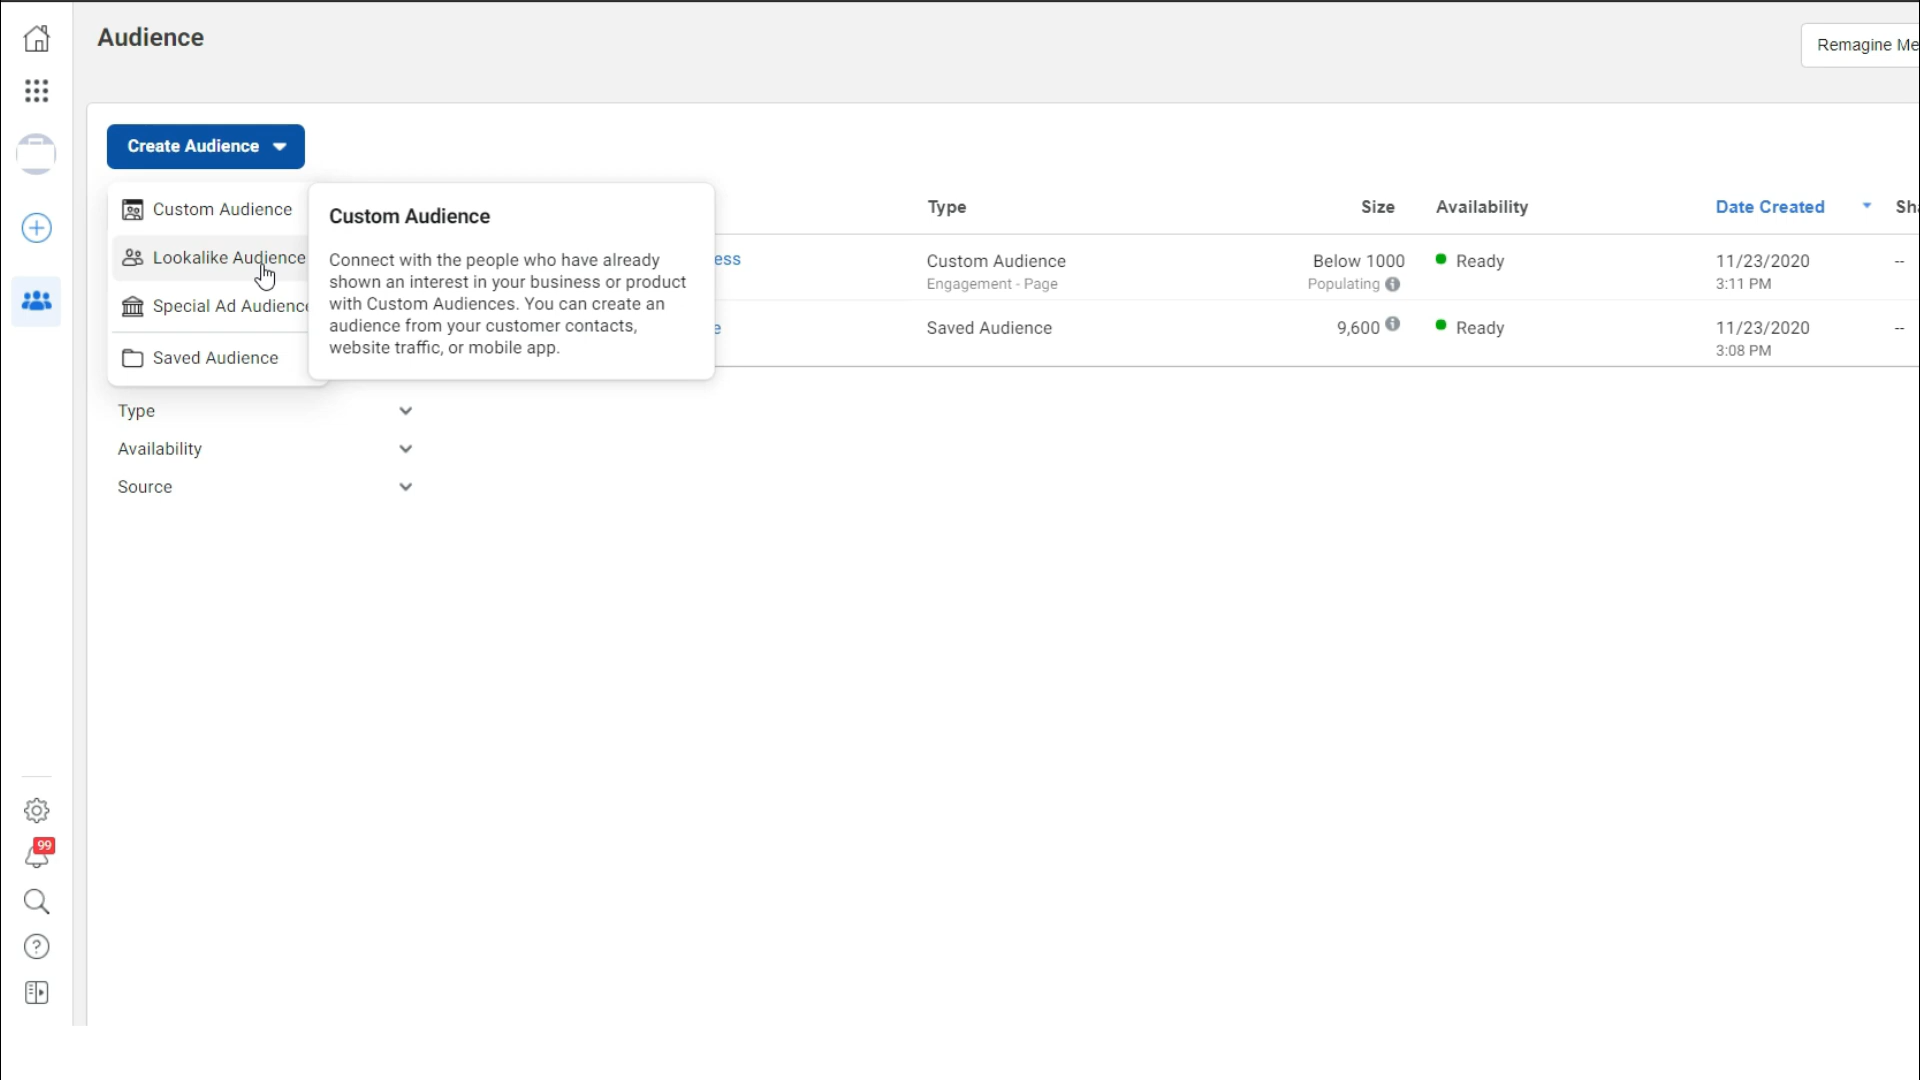 Audience
Remagine Me
Create Audience
Custom Audience
Lookalike Audience
Special Ad Audience
Saved Audience
Custom Audience
Connect with the people who have already
shown an interest in your business or product
with Custom Audiences. You can create an
audience from your customer contacts,
website traffic, or mobile app.
Type
Availability
Source
Type Size Availability Date Created Sha
ess Custom Audience Below 1000 Ready 11/23/2020 --
Engagement - Page Populating 3:11 PM
e Saved Audience 9,600 Ready 11/23/2020 --
3:08 PM
99